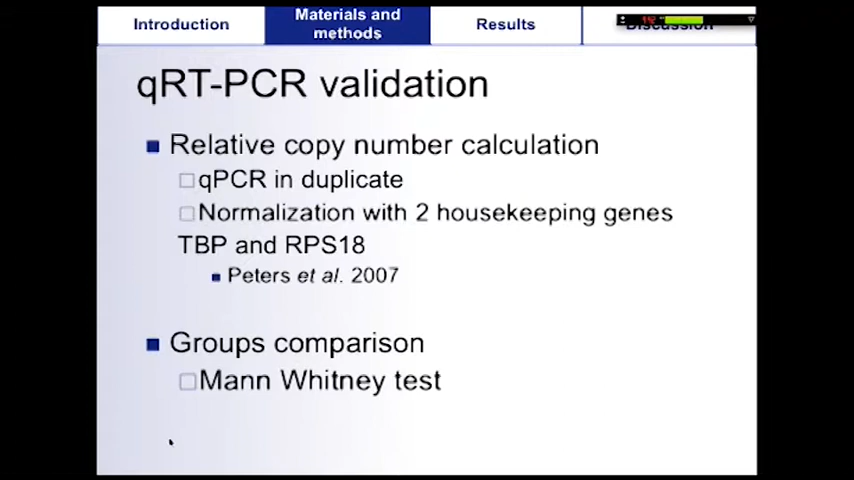 Introduction
Materials and
methods
Results
Discussion
qRT-PCR validation
Relative copy number calculation
qPCR in duplicate
Normalization with 2 housekeeping genes
TBP and RPS18
Peters et al. 2007
Groups comparison
Mann Whitney test